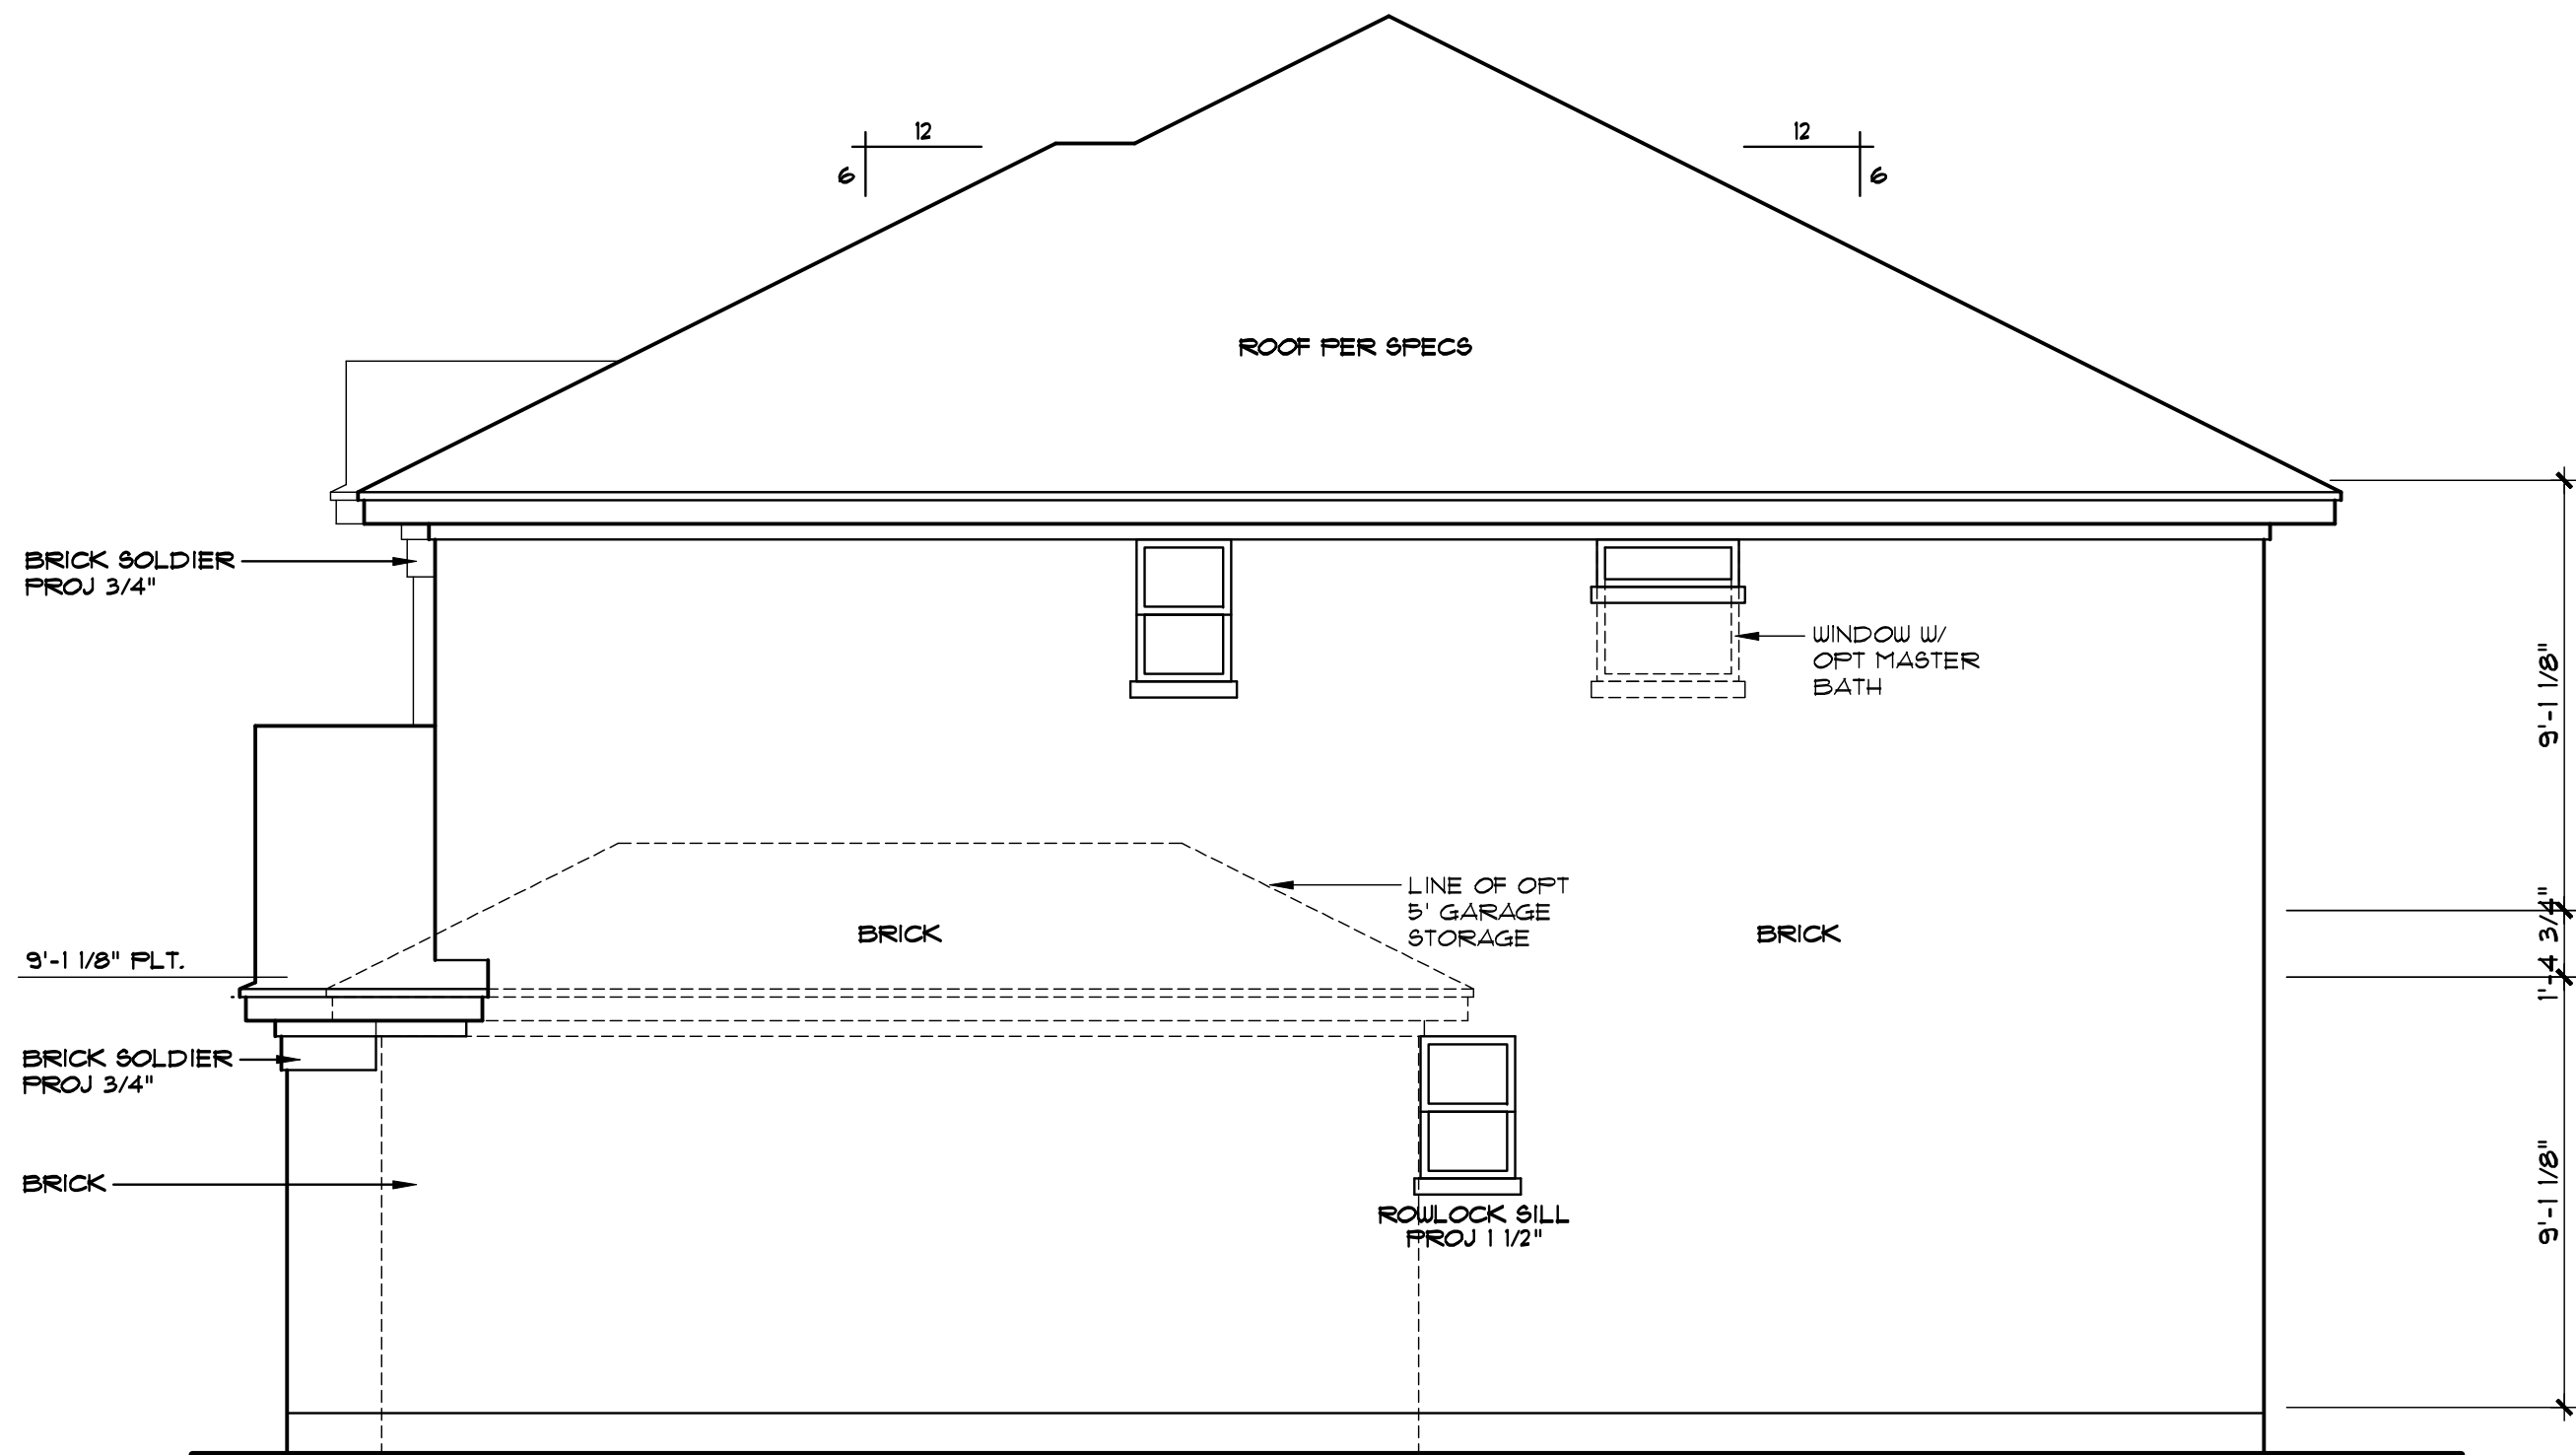 12
6
12
6
ROOF PER SPECS
BRICK SOLDIER
PROJ 3/4"
WINDOW W/
OPT MASTER
BATH
9'-1 1/8"
LINE OF OPT
5' GARAGE
STORAGE
BRICK
BRICK
1'-4 3/4"
9'-1 1/8" PLT.
BRICK SOLDIER
PROJ 3/4"
BRICK
ROWLOCK SILL
PROJ 1 1/2"
9'-1 1/8"